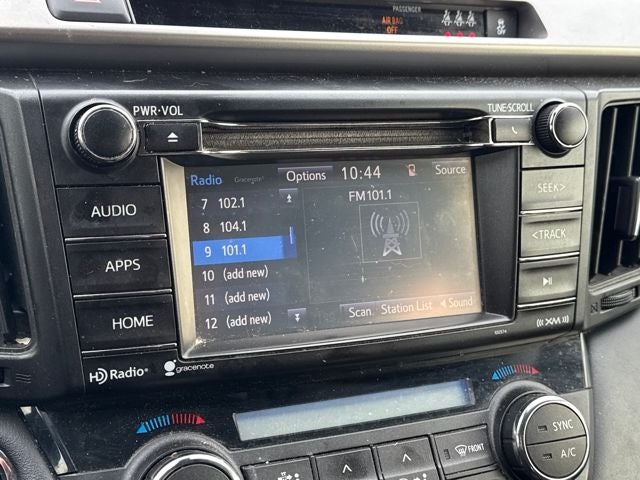 PASSENGER
AIR BAG
OFF
PWR·VOL
TUNE·SCROLL
Radio Gracenote Options 10:44 Source
7 102.1
8 104.1
9 101.1
10 (add new)
11 (add new)
12 (add new)
FM101.1
Scan Station List Sound
AUDIO
APPS
HOME
SEEK>
<TRACK
HD Radio
gracenote
((XM))
FRONT
SYNC
A/C